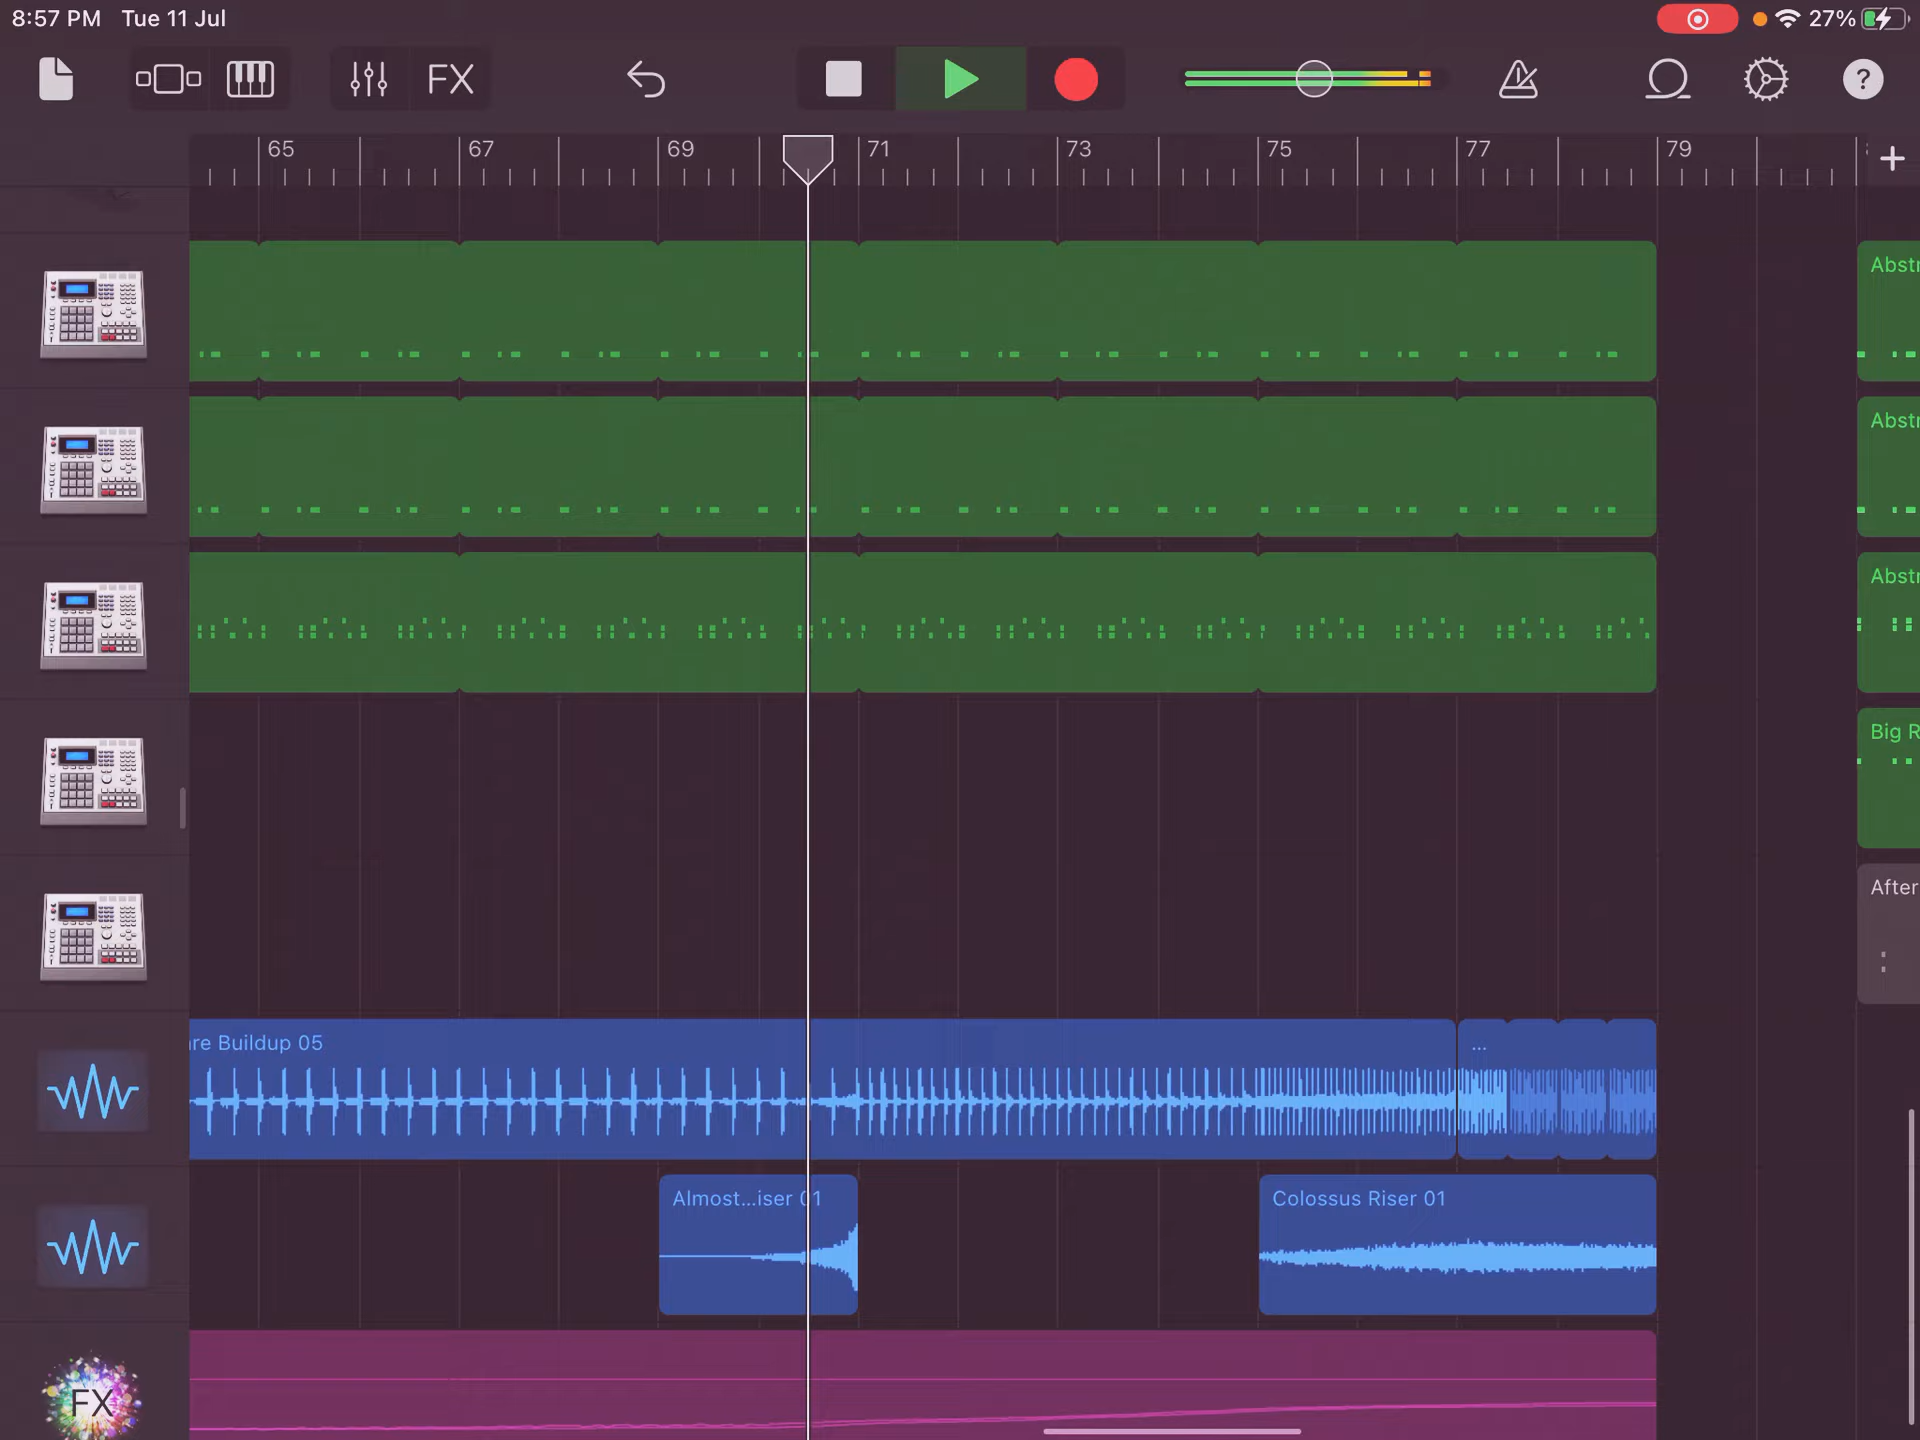 8:57 PM Tue 11 Jul
27%
FX
?
65 67 69 71 73 75 77 79
+
Abstr
Abstr
Abstr
Big R
After
re Buildup 05
...
Almost...iser 01
Colossus Riser 01
FX